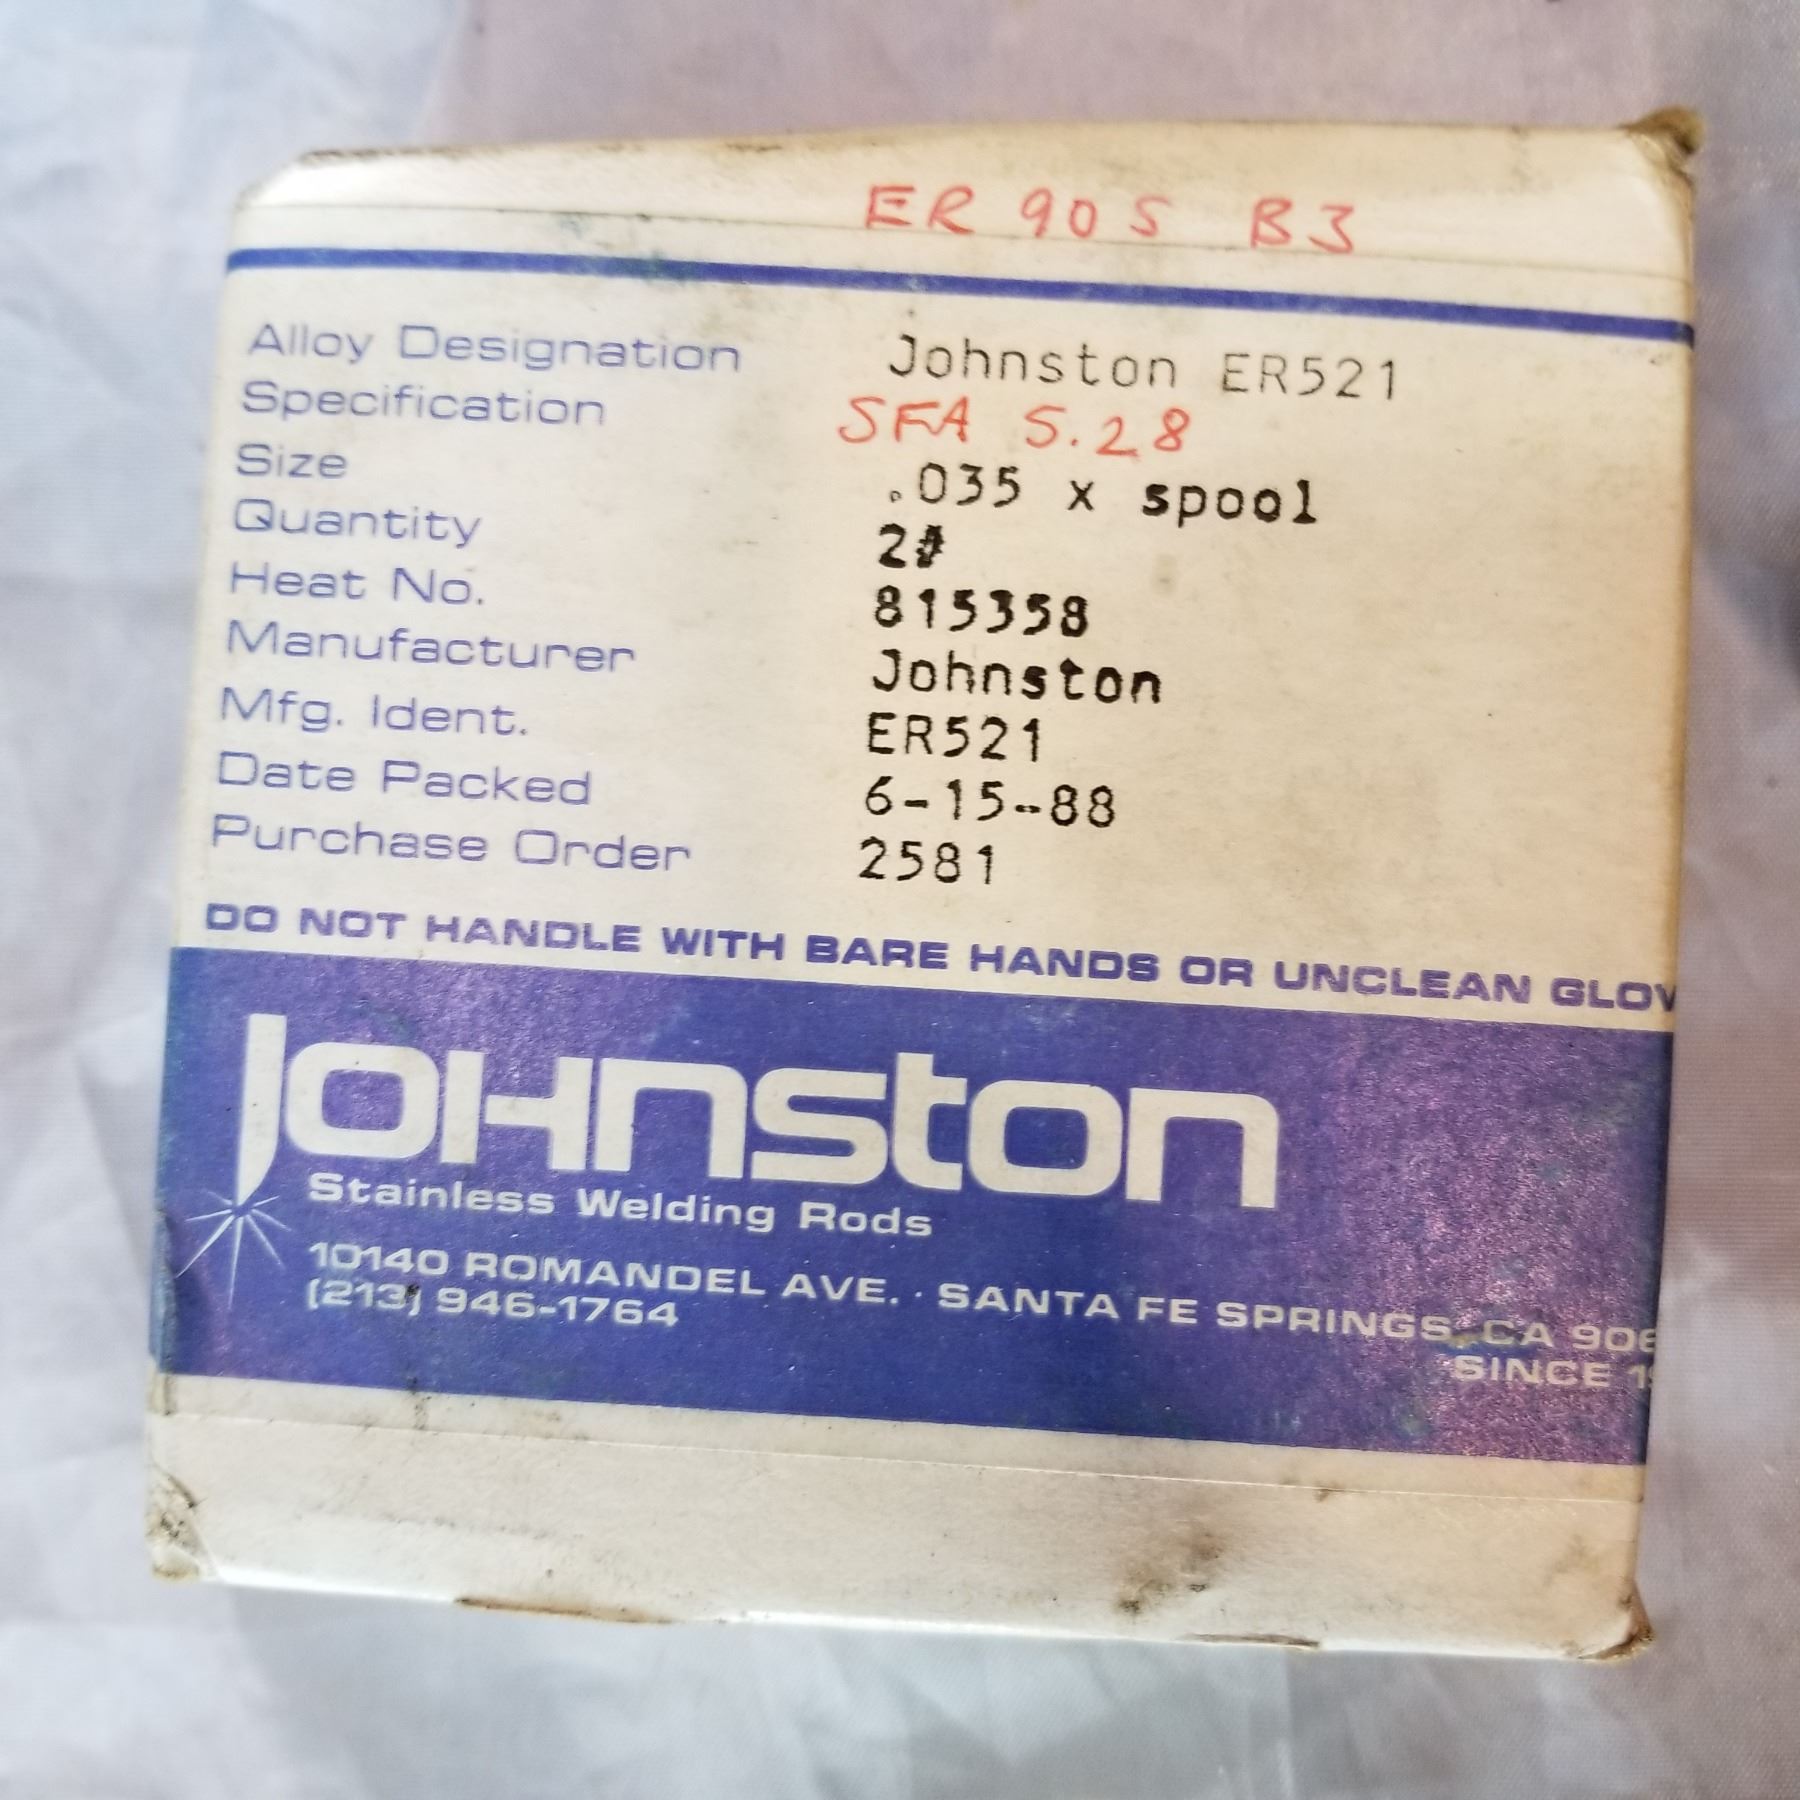 ER 90S B3
Alloy Designation Johnston ER521
Specification SFA 5.28
Size .035 x spool
Quantity 2#
Heat No. 815358
Manufacturer Johnston
Mfg. Ident. ER521
Date Packed 6-15-88
Purchase Order 2581
DO NOT HANDLE WITH BARE HANDS OR UNCLEAN
Johnston
Stainless Welding Rods
10140 ROMANDEL AVE. · SANTA FE SPRINGS, CA
(213) 946-1764
SINCE